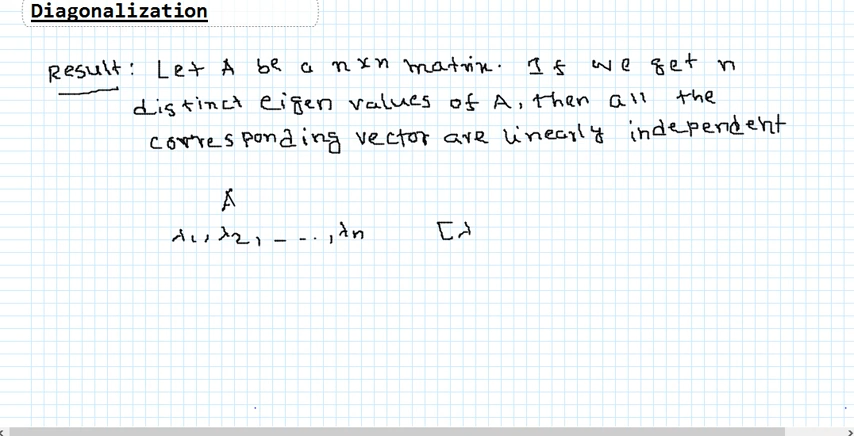 Diagonalization
Result: Let A be a n×n matrix. If we get n
distinct eigen values of A, then all the
corresponding vector are linearly independent
A
λ1, λ2, - - .., λn [λ